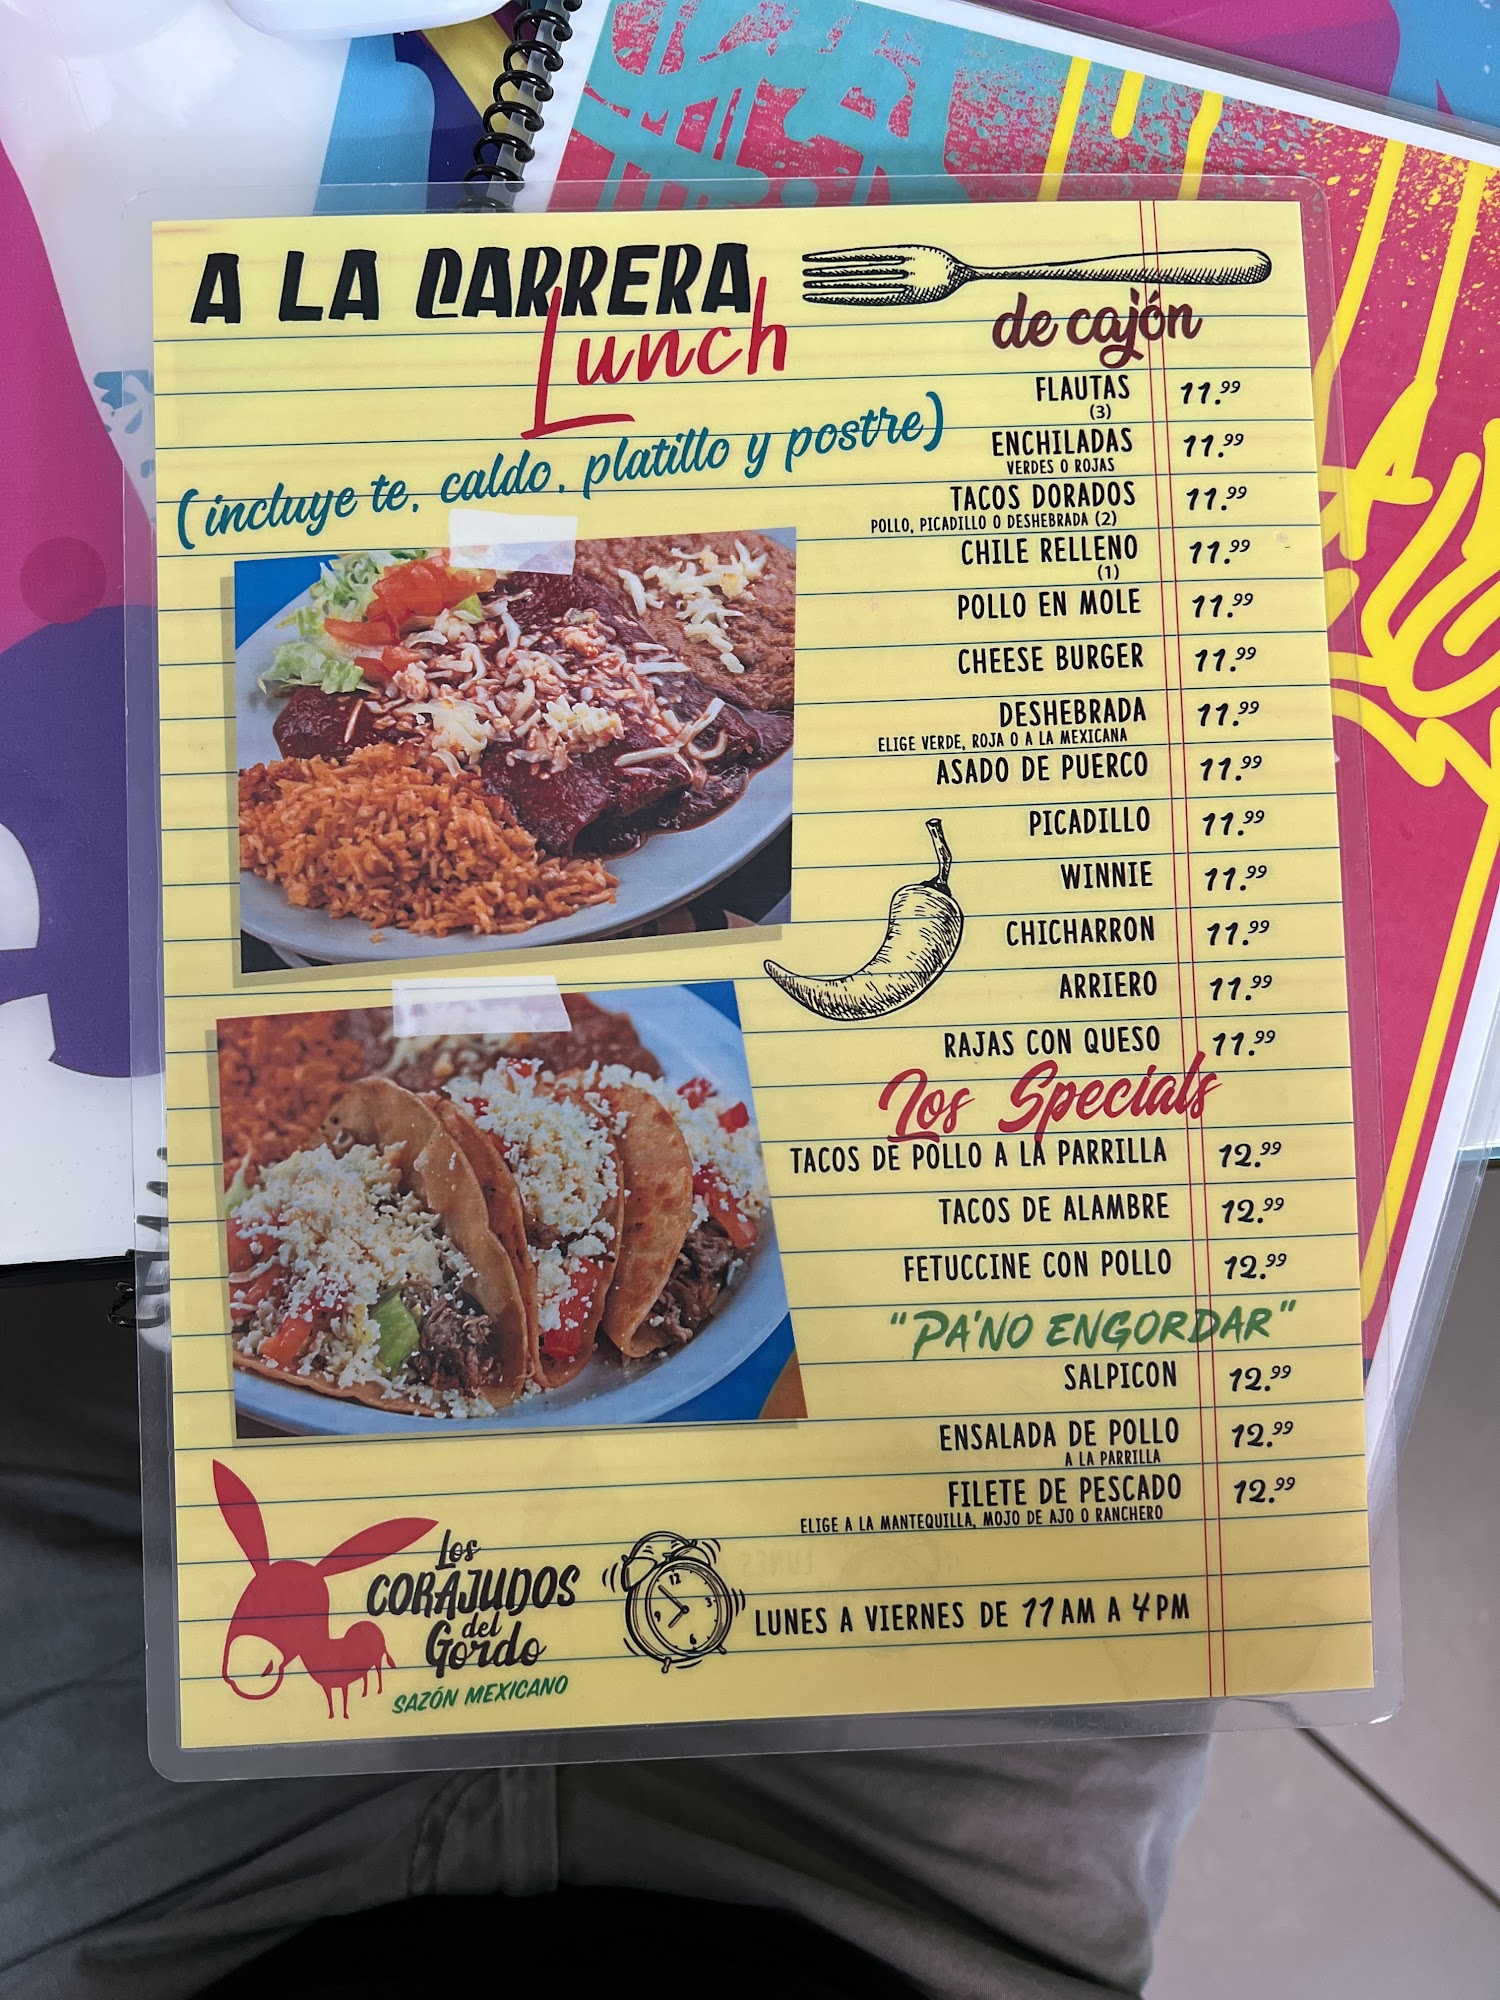 A LA CARRERA
Lunch
(incluye te, caldo, platillo y postre)
de cajón
FLAUTAS 11.99
(3)
ENCHILADAS 11.99
VERDES O ROJAS
TACOS DORADOS 11.99
POLLO, PICADILLO O DESHEBRADA (2)
CHILE RELLENO 11.99
(1)
POLLO EN MOLE 11.99
CHEESE BURGER 11.99
DESHEBRADA 11.99
ELIGE VERDE, ROJA O A LA MEXICANA
ASADO DE PUERCO 11.99
PICADILLO 11.99
WINNIE 11.99
CHICHARRON 11.99
ARRIERO 11.99
RAJAS CON QUESO 11.99
Los Specials
TACOS DE POLLO A LA PARRILLA 12.99
TACOS DE ALAMBRE 12.99
FETUCCINE CON POLLO 12.99
"PA'NO ENGORDAR"
SALPICON 12.99
ENSALADA DE POLLO 12.99
A LA PARRILLA
FILETE DE PESCADO 12.99
ELIGE A LA MANTEQUILLA, MOJO DE AJO O RANCHERO
Los
CORAJUDOS
del
Gordo
SAZÓN MEXICANO
12
3
6
9
LUNES A VIERNES DE 11AM A 4PM